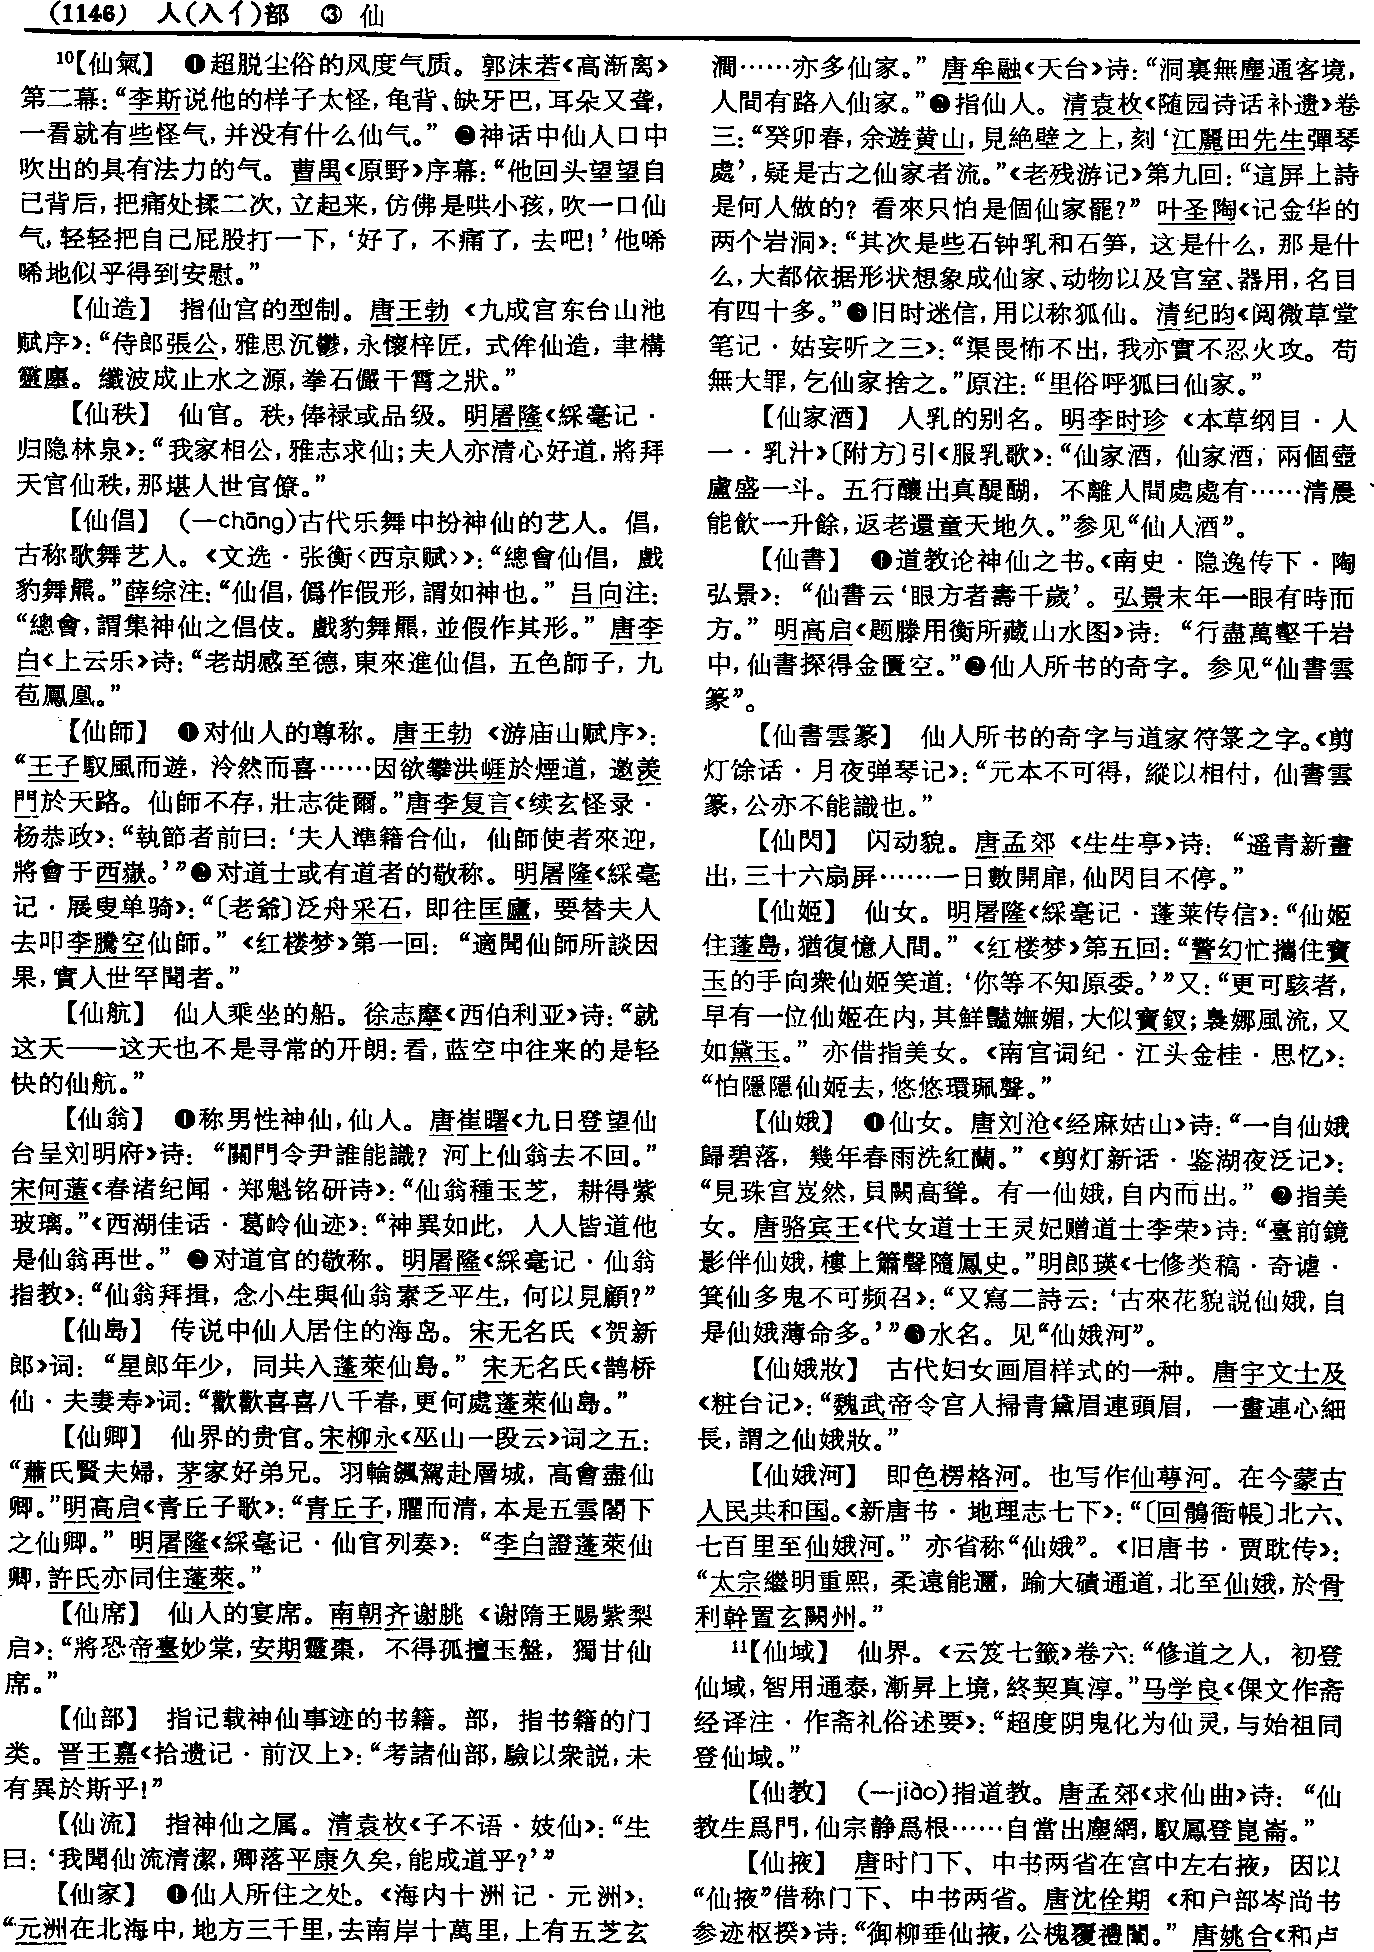 (1146) 人(入亻)部 ③ 仙
¹⁰【仙氣】 ❶超脱尘俗的风度气质。郭沫若《高渐离》
第二幕：“李斯说他的样子太怪，龟背、缺牙巴，耳朵又聋，
一看就有些怪气，并没有什么仙气。” ❷神话中仙人口中
吹出的具有法力的气。曹禺《原野》序幕：“他回头望望自
己背后，把痛处揉二次，立起来，仿佛是哄小孩，吹一口仙
气，轻轻把自己屁股打一下，‘好了，不痛了，去吧！’他唏
唏地似乎得到安慰。”
【仙造】 指仙宫的型制。唐王勃《九成宫东台山池
赋序》：“侍郎張公，雅思沉鬱，永懷梓匠，式侔仙造，聿構
靈廛。纖波成止水之源，拳石儼干霄之狀。”
【仙秩】 仙官。秩，俸禄或品级。明屠隆《綵毫记·
归隐林泉》：“我家相公，雅志求仙；夫人亦清心好道，將拜
天宫仙秩，那堪人世官僚。”
【仙倡】 (一chāng)古代乐舞中扮神仙的艺人。倡，
古称歌舞艺人。《文选·张衡〈西京赋〉》：“總會仙倡，戲
豹舞羆。”薛综注：“仙倡，僞作假形，謂如神也。” 吕向注：
“總會，謂集神仙之倡伎。戲豹舞羆，並假作其形。” 唐李
白《上云乐》诗：“老胡感至德，東來進仙倡，五色師子，九
苞鳳凰。”
【仙師】 ❶对仙人的尊称。唐王勃《游庙山赋序》：
“王子馭風而遊，泠然而喜……因欲攀洪崕於煙道，邀羡
門於天路。仙師不存，壯志徒爾。”唐李复言《续玄怪录·
杨恭政》：“執節者前曰：‘夫人準籍合仙，仙師使者來迎，
將會于西嶽。’”❷对道士或有道者的敬称。明屠隆《綵毫
记·展叟单骑》：“〔老爺〕泛舟采石，即往匡廬，要替夫人
去叩李騰空仙師。” 《红楼梦》第一回：“適聞仙師所談因
果，實人世罕聞者。”
【仙航】 仙人乘坐的船。徐志摩《西伯利亚》诗：“就
这天——这天也不是寻常的开朗：看，蓝空中往来的是轻
快的仙航。”
【仙翁】 ❶称男性神仙，仙人。唐崔曙《九日登望仙
台呈刘明府》诗：“關門令尹誰能識？河上仙翁去不回。”
宋何薳《春渚纪闻·郑魁铭研诗》：“仙翁種玉芝，耕得紫
玻璃。”《西湖佳话·葛岭仙迹》：“神異如此，人人皆道他
是仙翁再世。” ❷对道官的敬称。明屠隆《綵毫记·仙翁
指教》：“仙翁拜揖，念小生與仙翁素乏平生，何以見顧？”
【仙島】 传说中仙人居住的海岛。宋无名氏《贺新
郎》词：“星郎年少，同共入蓬萊仙島。” 宋无名氏《鹊桥
仙·夫妻寿》词：“歡歡喜喜八千春，更何處蓬萊仙島。”
【仙卿】 仙界的贵官。宋柳永《巫山一段云》词之五：
“蕭氏賢夫婦，茅家好弟兄。羽輪飆駕赴層城，高會盡仙
卿。”明高启《青丘子歌》：“青丘子，臞而清，本是五雲閣下
之仙卿。” 明屠隆《綵毫记·仙官列奏》：“李白證蓬萊仙
卿，許氏亦同住蓬萊。”
【仙席】 仙人的宴席。南朝齐谢朓《谢隋王赐紫梨
启》：“將恐帝臺妙棠，安期靈棗，不得孤擅玉盤，獨甘仙
席。”
【仙部】 指记载神仙事迹的书籍。部，指书籍的门
类。晋王嘉《拾遗记·前汉上》：“考諸仙部，驗以衆説，未
有異於斯乎！”
【仙流】 指神仙之属。清袁枚《子不语·妓仙》：“生
曰：‘我聞仙流清潔，卿落平康久矣，能成道乎？’”
【仙家】 ❶仙人所住之处。《海内十洲记·元洲》：
“元洲在北海中，地方三千里，去南岸十萬里，上有五芝玄
澗……亦多仙家。” 唐牟融《天台》诗：“洞裏無塵通客境，
人間有路入仙家。”❷指仙人。清袁枚《随园诗话补遗》卷
三：“癸卯春，余遊黄山，見絶壁之上，刻‘江麗田先生彈琴
處’，疑是古之仙家者流。”《老残游记》第九回：“這屏上詩
是何人做的？看來只怕是個仙家罷？” 叶圣陶《记金华的
两个岩洞》：“其次是些石钟乳和石笋，这是什么，那是什
么，大都依据形状想象成仙家、动物以及宫室、器用，名目
有四十多。”❸旧时迷信，用以称狐仙。清纪昀《阅微草堂
笔记·姑妄听之三》：“渠畏怖不出，我亦實不忍火攻。苟
無大罪，乞仙家捨之。”原注：“里俗呼狐曰仙家。”
【仙家酒】 人乳的别名。明李时珍《本草纲目·人
一·乳汁》〔附方〕引《服乳歌》：“仙家酒，仙家酒，兩個壺
盧盛一斗。五行釀出真醍醐，不離人間處處有……清晨
能飲一升餘，返老還童天地久。”参见“仙人酒”。
【仙書】 ❶道教论神仙之书。《南史·隐逸传下·陶
弘景》：“仙書云‘眼方者壽千歲’。弘景末年一眼有時而
方。” 明高启《题滕用衡所藏山水图》诗：“行盡萬壑千岩
中，仙書探得金匱空。”❷仙人所书的奇字。参见“仙書雲
篆”。
【仙書雲篆】 仙人所书的奇字与道家符箓之字。《剪
灯馀话·月夜弹琴记》：“元本不可得，縱以相付，仙書雲
篆，公亦不能識也。”
【仙閃】 闪动貌。唐孟郊《生生亭》诗：“遥青新畫
出，三十六扇屏……一日數開扉，仙閃目不停。”
【仙姬】 仙女。明屠隆《綵毫记·蓬莱传信》：“仙姬
住蓬島，猶復憶人間。” 《红楼梦》第五回：“警幻忙攜住寶
玉的手向衆仙姬笑道：‘你等不知原委。’”又：“更可駭者，
早有一位仙姬在内，其鮮豔嫵媚，大似寶釵；裊娜風流，又
如黛玉。” 亦借指美女。《南宫词纪·江头金桂·思忆》：
“怕隱隱仙姬去，悠悠環珮聲。”
【仙娥】 ❶仙女。唐刘沧《经麻姑山》诗：“一自仙娥
歸碧落，幾年春雨洗紅蘭。” 《剪灯新话·鉴湖夜泛记》：
“見珠宫岌然，貝闕高聳。有一仙娥，自内而出。” ❷指美
女。唐骆宾王《代女道士王灵妃赠道士李荣》诗：“臺前鏡
影伴仙娥，樓上簫聲隨鳳史。”明郎瑛《七修类稿·奇谑·
箕仙多鬼不可频召》：“又寫二詩云：‘古來花貌説仙娥，自
是仙娥薄命多。’”❸水名。见“仙娥河”。
【仙娥妝】 古代妇女画眉样式的一种。唐宇文士及
《粧台记》：“魏武帝令宫人掃青黛眉連頭眉，一畫連心細
長，謂之仙娥妝。”
【仙娥河】 即色楞格河。也写作仙萼河。在今蒙古
人民共和国。《新唐书·地理志七下》：“〔回鶻衙帳〕北六、
七百里至仙娥河。” 亦省称“仙娥”。《旧唐书·贾耽传》：
“太宗繼明重熙，柔遠能邇，踰大磧通道，北至仙娥，於骨
利幹置玄闕州。”
¹¹【仙域】 仙界。《云笈七籤》卷六：“修道之人，初登
仙域，智用通泰，漸昇上境，終契真淳。”马学良《倮文作斋
经译注·作斋礼俗述要》：“超度阴鬼化为仙灵，与始祖同
登仙域。”
【仙教】 (一jiào)指道教。唐孟郊《求仙曲》诗：“仙
教生爲門，仙宗静爲根……自當出塵網，馭鳳登崑崙。”
【仙掖】 唐时门下、中书两省在宫中左右掖，因以
“仙掖”借称门下、中书两省。唐沈佺期《和户部岑尚书
参迹枢揆》诗：“御柳垂仙掖，公槐覆禮闈。” 唐姚合《和卢